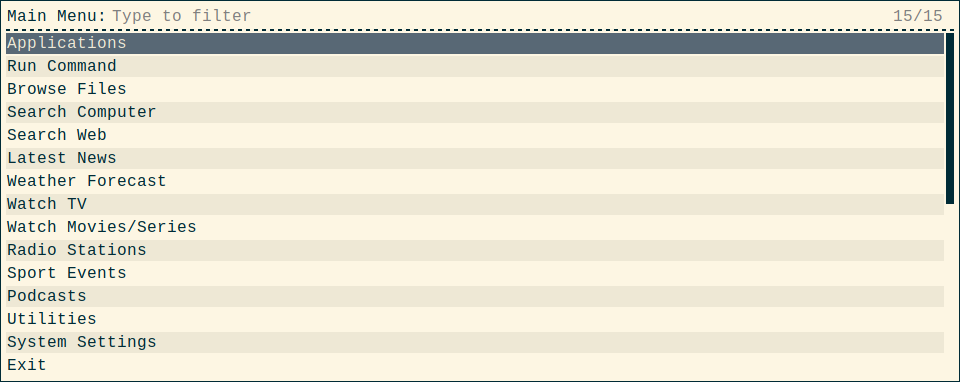 Main Menu: Type to filter 15/15
Applications
Run Command
Browse Files
Search Computer
Search Web
Latest News
Weather Forecast
Watch TV
Watch Movies/Series
Radio Stations
Sport Events
Podcasts
Utilities
System Settings
Exit